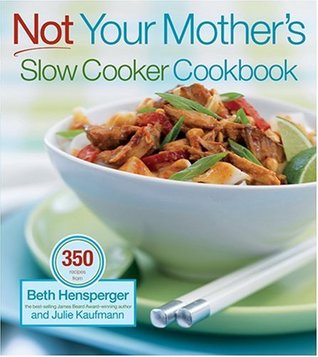 Not Your Mother's
Slow Cooker Cookbook
350
recipes
from
Beth Hensperger
the best-selling James Beard Award-winning author
and Julie Kaufmann